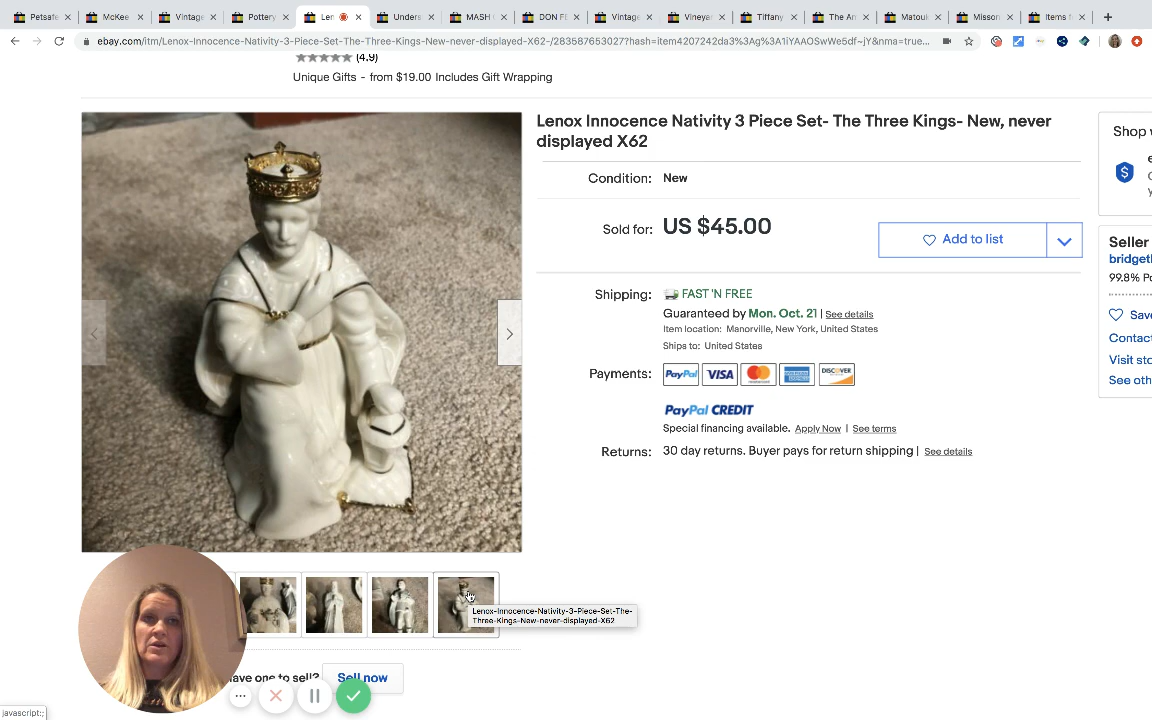 Petsafe
McKee
Vintage
Pottery
Len
Unders
MASH
DON FE
Vintage
Vineya
Tiffany
The An
Matouk
Misson
Items f
ebay.com/itm/Lenox-Innocence-Nativity-3-Piece-Set-The-Three-Kings-New-never-displayed-X62-/283587653027?hash=item4207242da3%3Ag%3A1iYAAOSwWe5df~jY&nma=true...
(4.9)
Unique Gifts - from $19.00 Includes Gift Wrapping
Lenox Innocence Nativity 3 Piece Set- The Three Kings- New, never
displayed X62
Condition: New
Sold for: US $45.00
Add to list
Shipping: FAST 'N FREE
Guaranteed by Mon. Oct. 21 | See details
Item location: Manorville, New York, United States
Ships to: United States
Payments: PayPal VISA MasterCard AMERICAN EXPRESS DISCOVER
PayPal CREDIT
Special financing available. Apply Now | See terms
Returns: 30 day returns. Buyer pays for return shipping | See details
Shop
Seller
bridget
99.8% Po
Save
Contact
Visit sto
See oth
Lenox-Innocence-Nativity-3-Piece-Set-The-
Three-Kings-New-never-displayed-X62
ave one to sell? Sell now
javascript:;